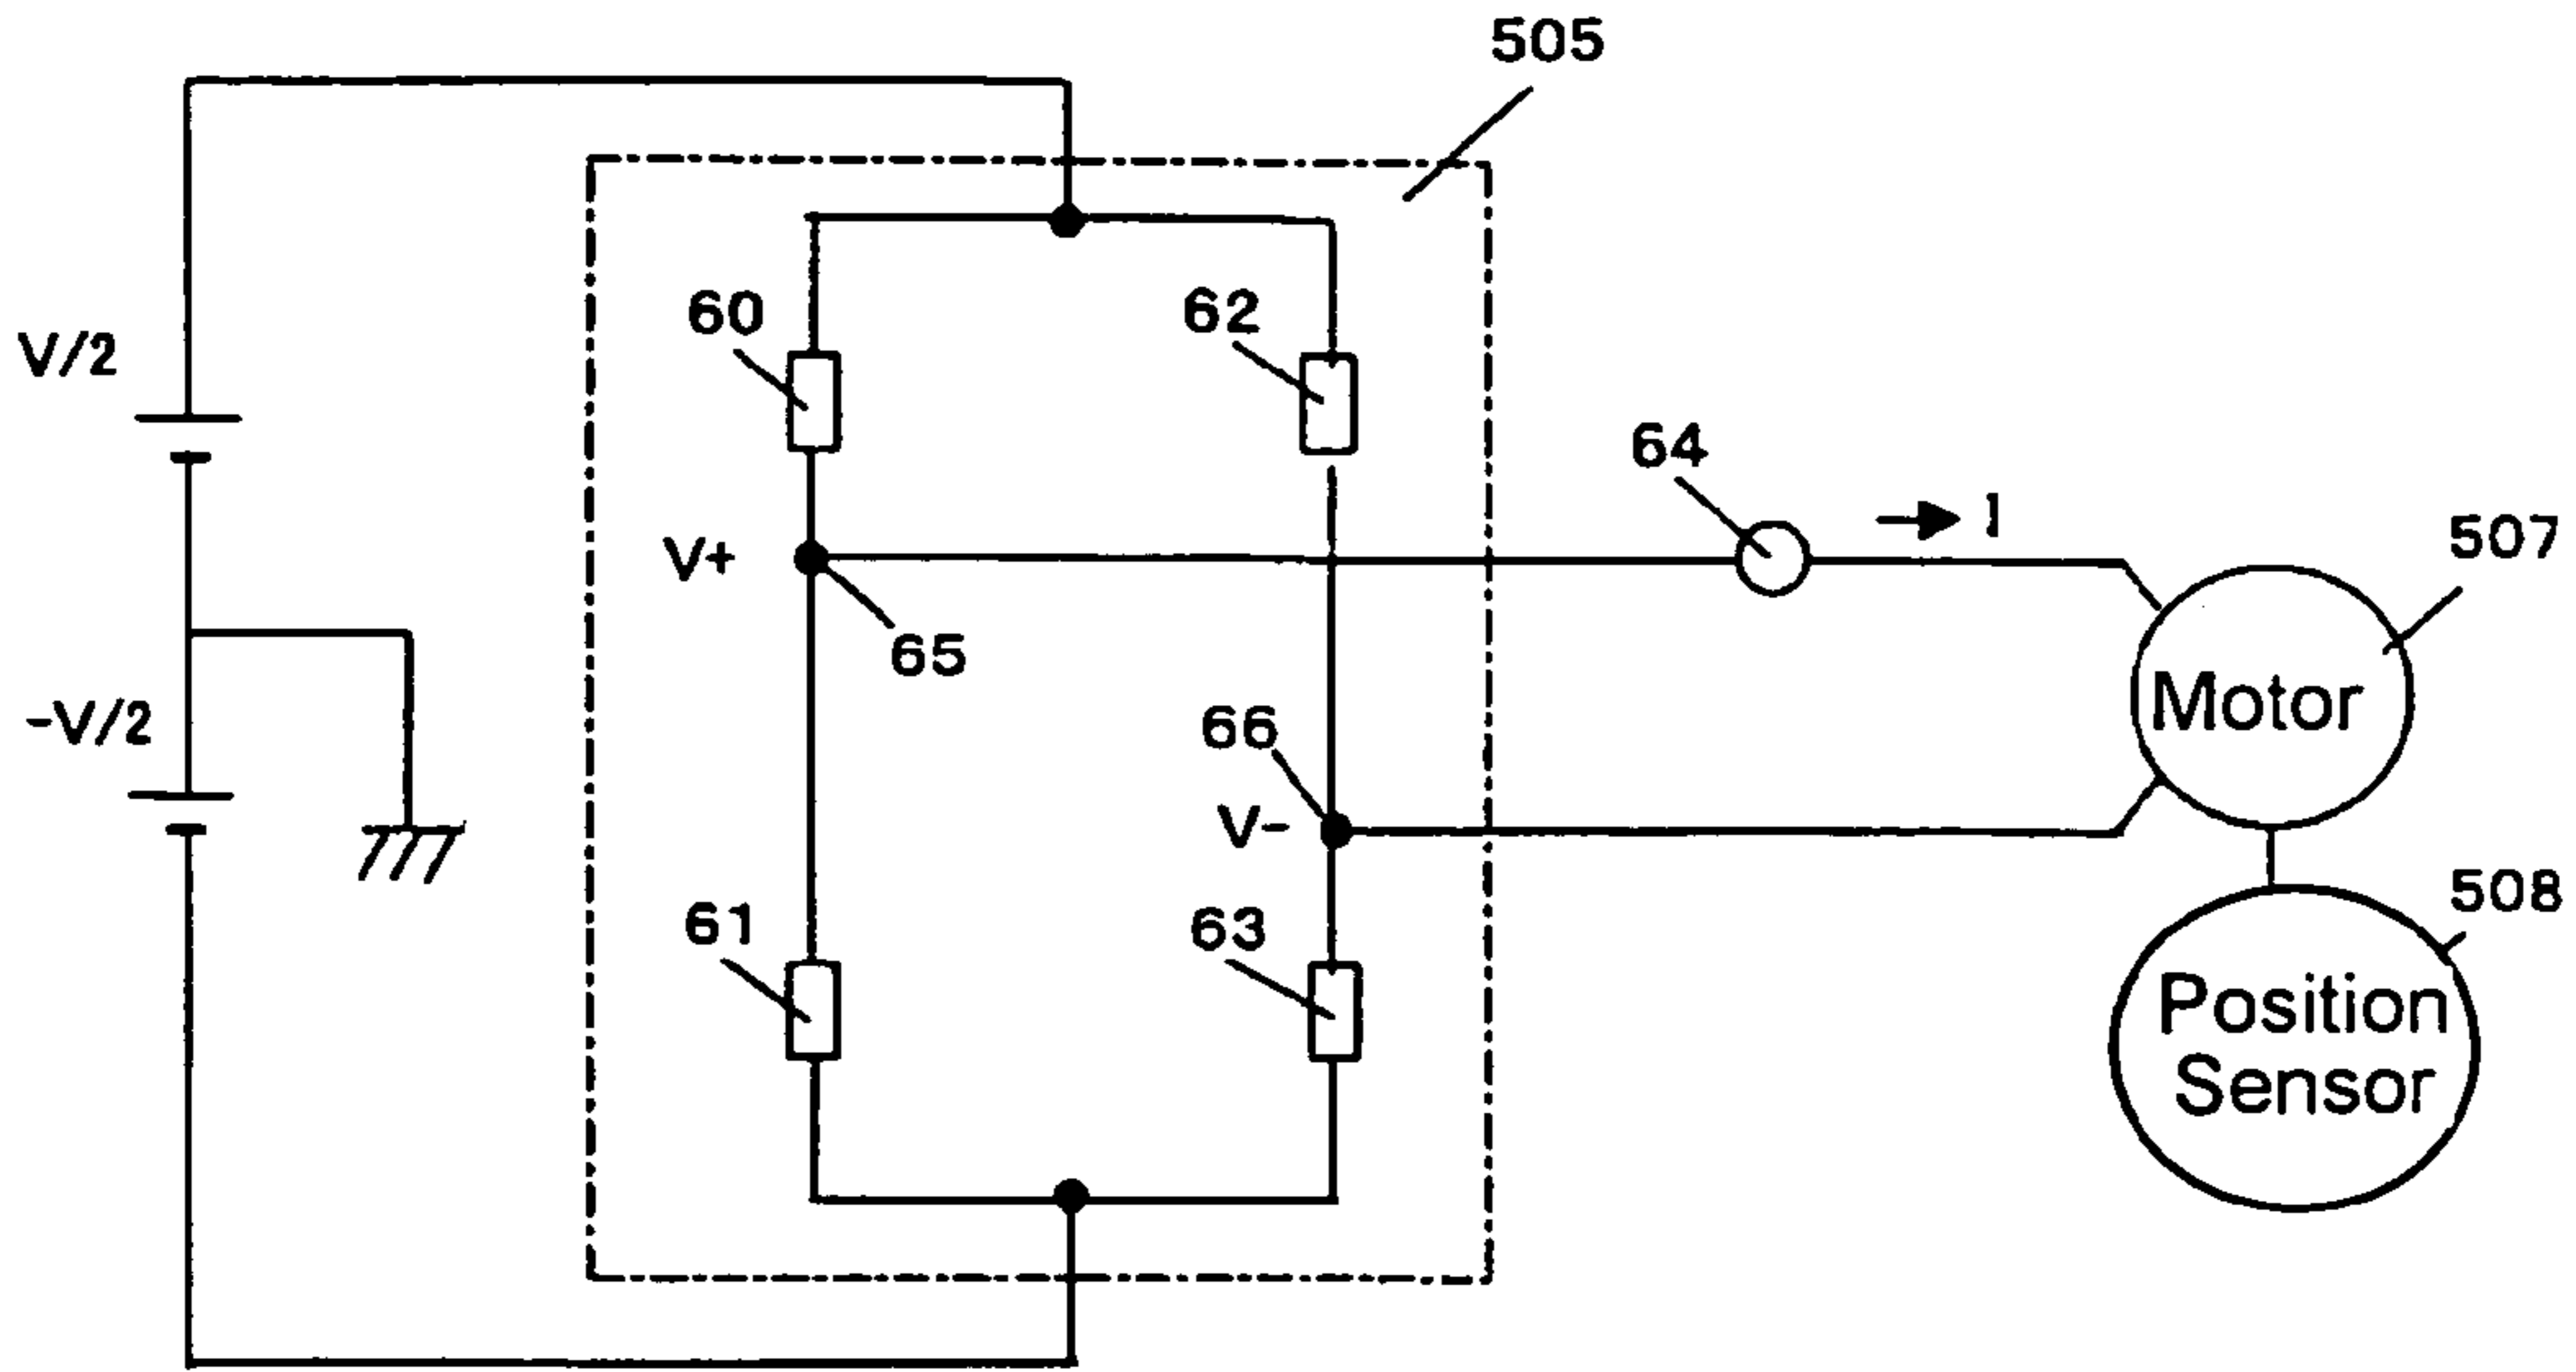 505
60
62
V/2
64
I
V+
507
65
-V/2
Motor
66
V-
508
61
63
Position
Sensor